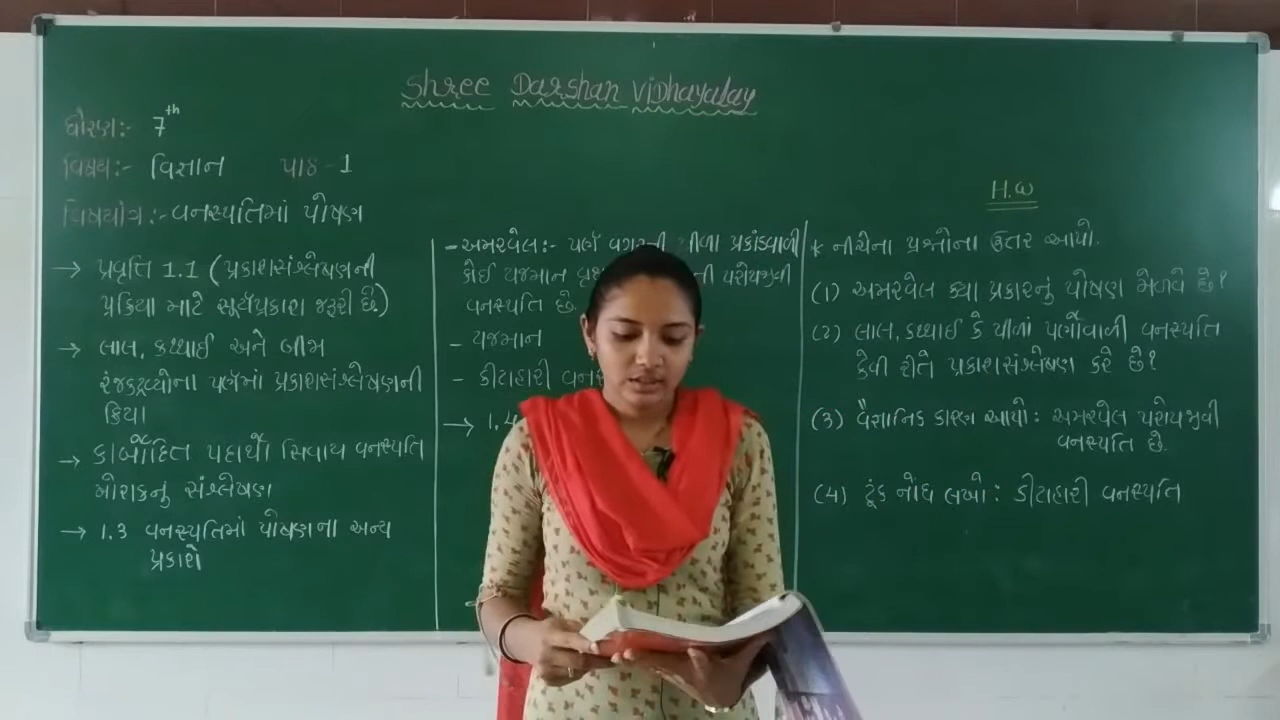 Shree Darshan Vidhayalay
ધોરણ:- 7th
વિષય:- વિજ્ઞાન પાઠ -1
વિષયાંગ:- વનસ્પતિમાં પોષણ
→ પ્રવૃત્તિ 1.1 (પ્રકાશસંશ્લેષણની
પ્રક્રિયા માટે સૂર્યપ્રકાશ જરૂરી છે.)
→ લાલ, કથ્થાઈ અને બીમ
રંજકદ્રવ્યોના પર્ણમાં પ્રકાશસંશ્લેષણની
ક્રિયા
→ કાર્બોદિત પદાર્થો સિવાય વનસ્પતિ
ખોરાકનું સંશ્લેષણ
→ 1.3 વનસ્પતિમાં પોષણના અન્ય
પ્રકારો
- અમરવેલ:- પર્ણ વગરની પીળા પ્રકાંડવાળી
કોઈ યજમાન ની પરોપજીવી
વનસ્પતિ છે.
- યજમાન
- કીટાહારી
→ 1.4
H.W
* નીચેના પ્રશ્નોના ઉત્તર આપો.
(1) અમરવેલ ક્યા પ્રકારનું પોષણ મેળવે છે?
(2) લાલ, કથ્થાઈ કે પીળાં પર્ણોવાળી વનસ્પતિ
કેવી રીતે પ્રકાશસંશ્લેષણ કરે છે?
(3) વૈજ્ઞાનિક કારણ આપો: અમરવેલ પરોપજીવી
વનસ્પતિ છે.
(4) ટૂંક નોંધ લખો: કીટાહારી વનસ્પતિ